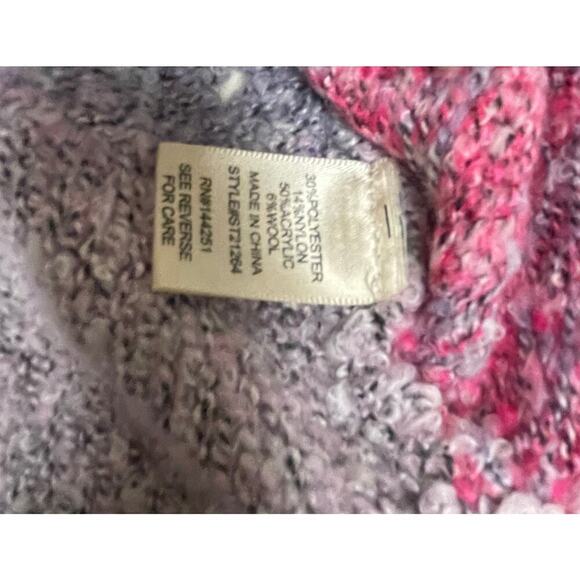 30%POLYESTER
14%NYLON
50%ACRYLIC
6%WOOL
MADE IN CHINA
STYLE#ST21264
RN#144251
SEE REVERSE
FOR CARE